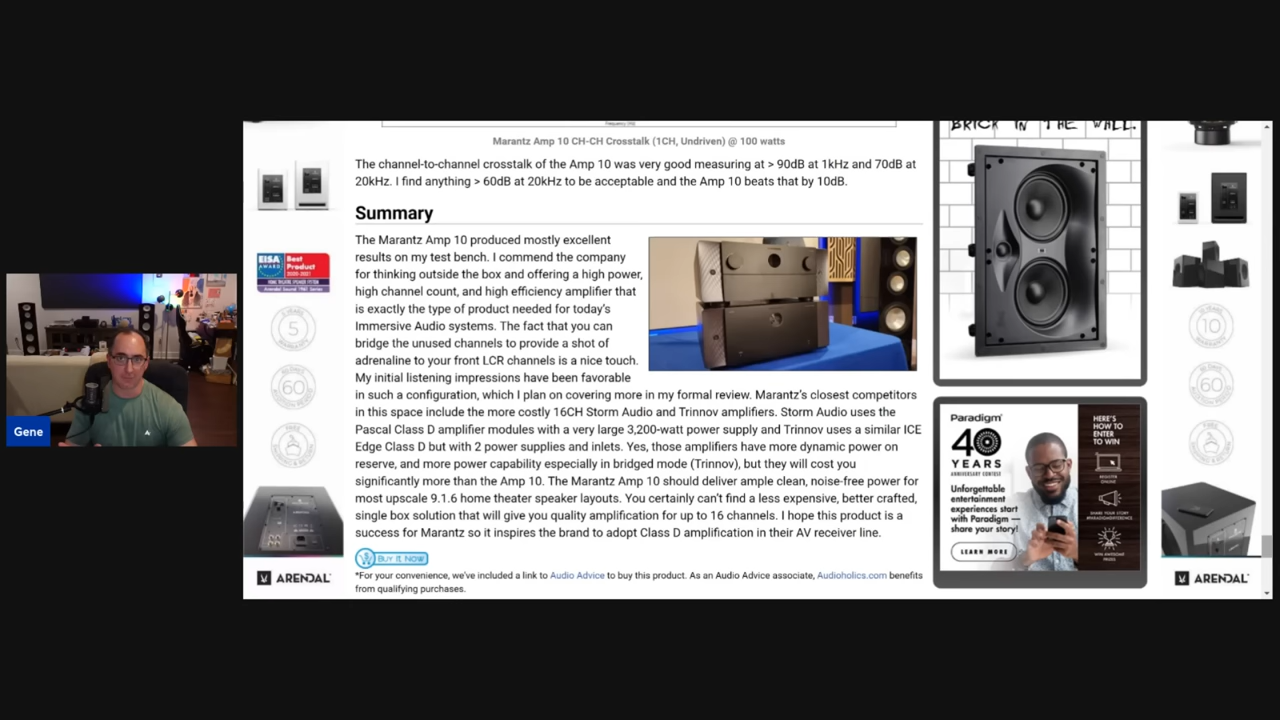 Marantz Amp 10 CH-CH Crosstalk (1CH, Undriven) @ 100 watts
The channel-to-channel crosstalk of the Amp 10 was very good measuring at > 90dB at 1kHz and 70dB at
20kHz. I find anything > 60dB at 20kHz to be acceptable and the Amp 10 beats that by 10dB.
Summary
The Marantz Amp 10 produced mostly excellent
results on my test bench. I commend the company
for thinking outside the box and offering a high power,
high channel count, and high efficiency amplifier that
is exactly the type of product needed for today's
Immersive Audio systems. The fact that you can
bridge the unused channels to provide a shot of
adrenaline to your front LCR channels is a nice touch.
My initial listening impressions have been favorable
in such a configuration, which I plan on covering more in my formal review. Marantz's closest competitors
in this space include the more costly 16CH Storm Audio and Trinnov amplifiers. Storm Audio uses the
Pascal Class D amplifier modules with a very large 3,200-watt power supply and Trinnov uses a similar ICE
Edge Class D but with 2 power supplies and inlets. Yes, those amplifiers have more dynamic power on
reserve, and more power capability especially in bridged mode (Trinnov), but they will cost you
significantly more than the Amp 10. The Marantz Amp 10 should deliver ample clean, noise-free power for
most upscale 9.1.6 home theater speaker layouts. You certainly can't find a less expensive, better crafted,
single box solution that will give you quality amplification for up to 16 channels. I hope this product is a
success for Marantz so it inspires the brand to adopt Class D amplification in their AV receiver line.
BUY IT NOW
*For your convenience, we've included a link to Audio Advice to buy this product. As an Audio Advice associate, Audioholics.com benefits
from qualifying purchases.
Gene
EISA
AWARD
Best
Product
2020-2021
5
60
ARENDAL
BRICK IN THE WALL.
Paradigm
40
YEARS
ANNIVERSARY CONTEST
Unforgettable
entertainment
experiences start
with Paradigm —
share your story!
LEARN MORE
HERE'S
HOW TO
ENTER
TO WIN
10
60
ARENDAL